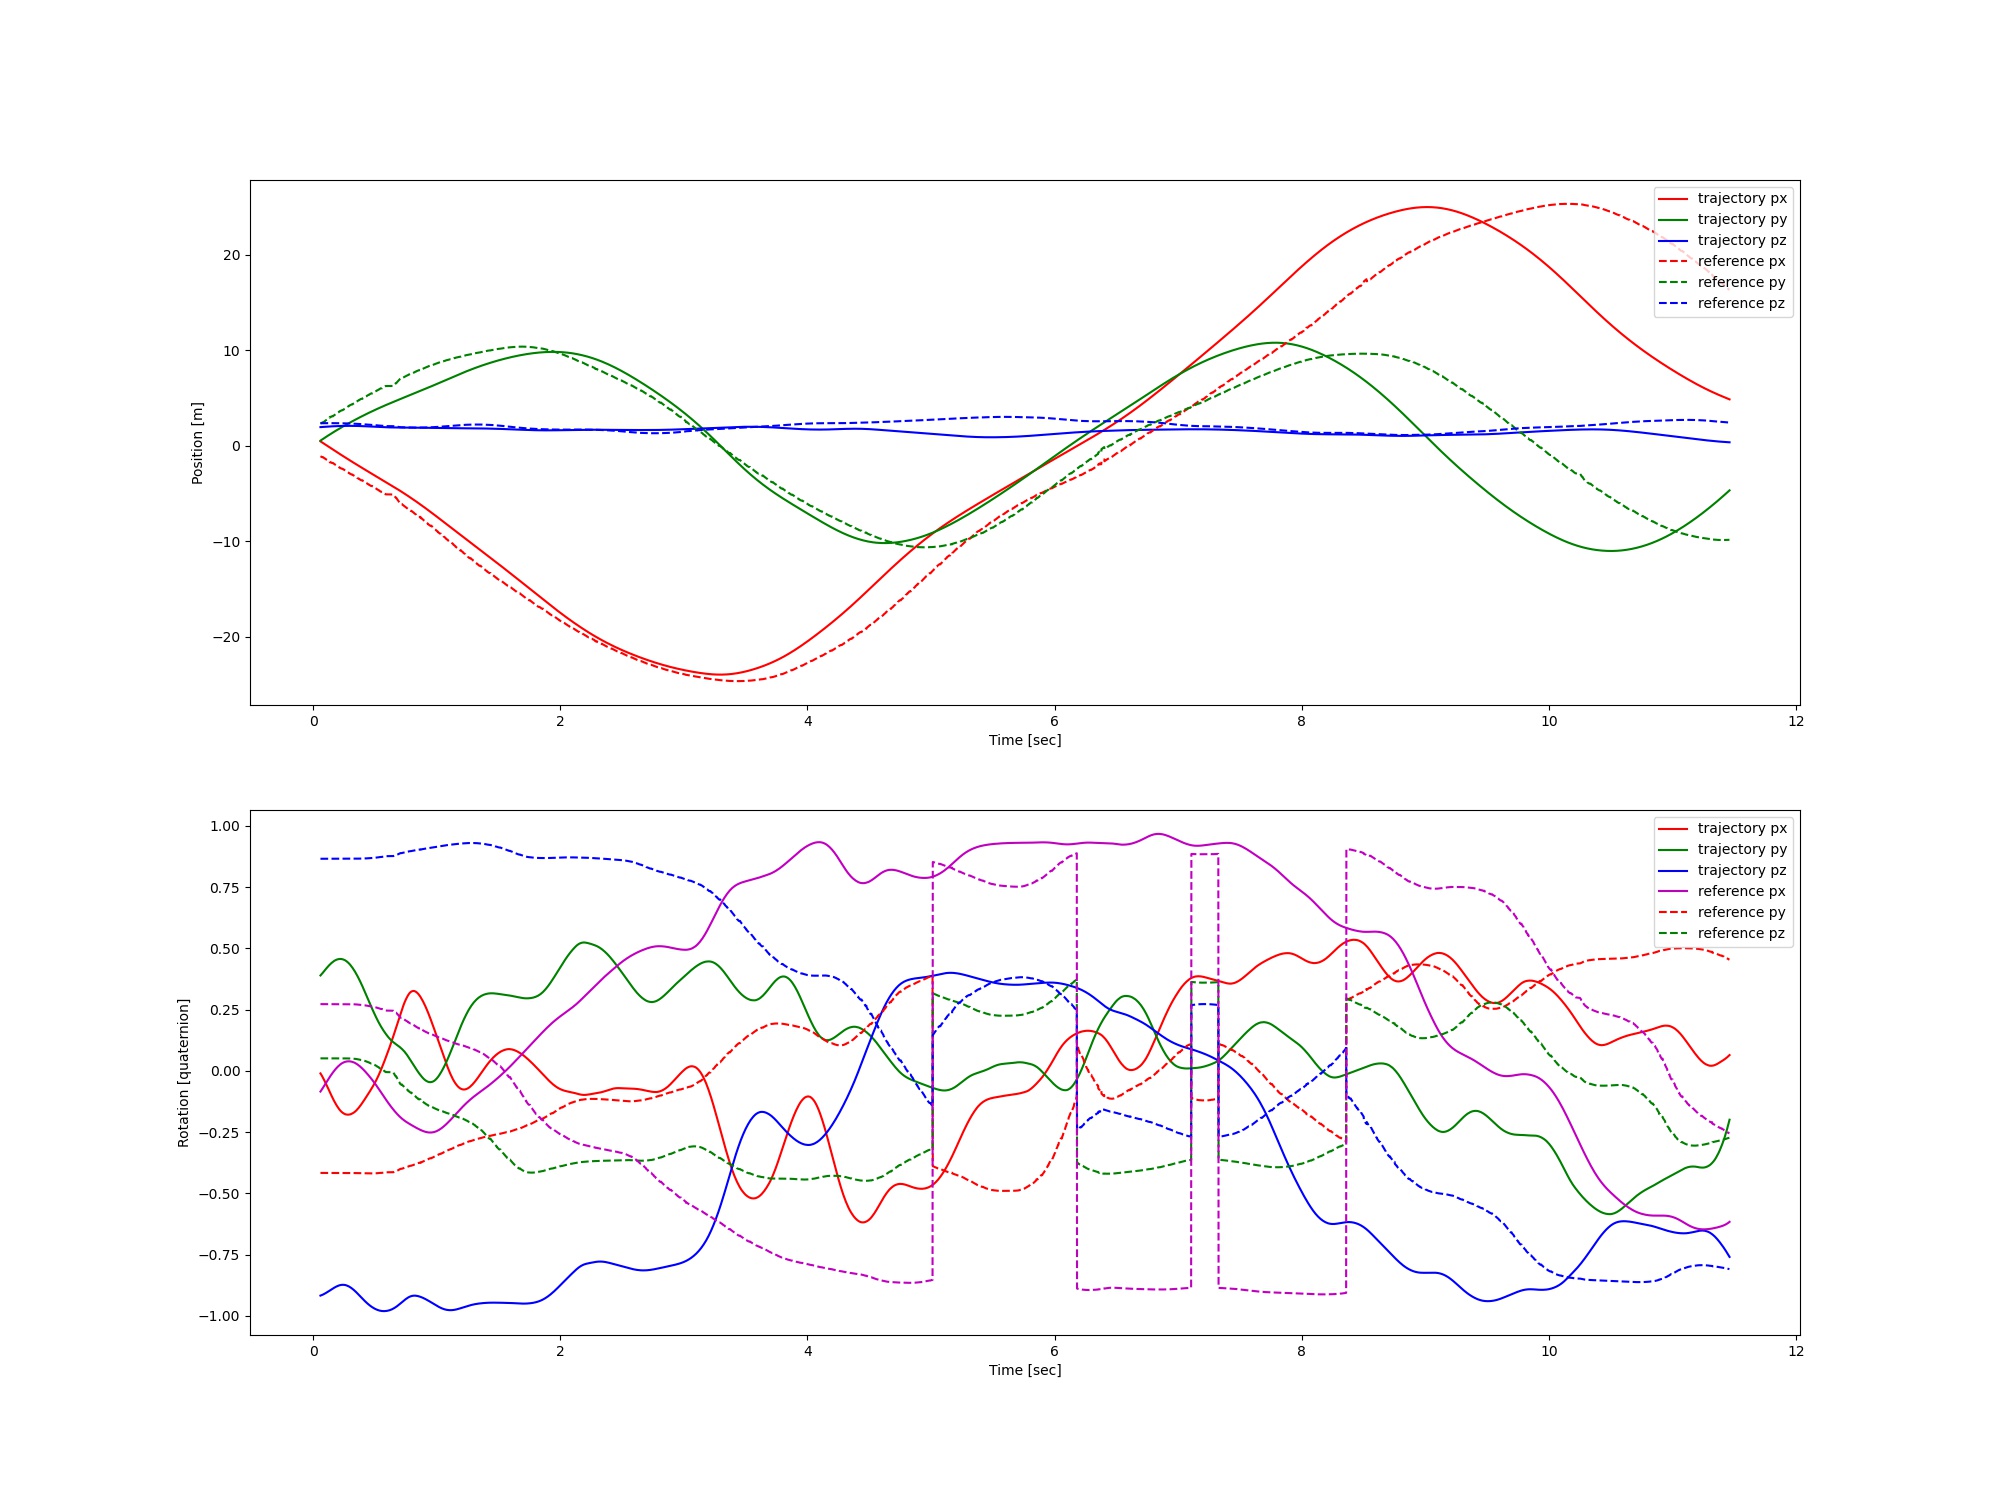 20
10
0
−10
−20
Position [m]
0 2 4 6 8 10 12
Time [sec]
trajectory px
trajectory py
trajectory pz
reference px
reference py
reference pz
1.00
0.75
0.50
0.25
0.00
−0.25
−0.50
−0.75
−1.00
Rotation [quaternion]
0 2 4 6 8 10 12
Time [sec]
trajectory px
trajectory py
trajectory pz
reference px
reference py
reference pz